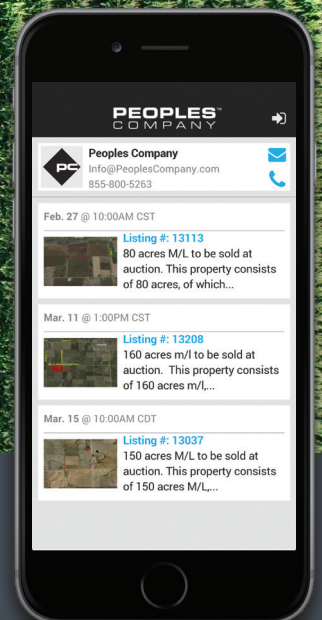 PEOPLES™
COMPANY
PC
Peoples Company
Info@PeoplesCompany.com
855-800-5263
Feb. 27 @ 10:00AM CST
Listing #: 13113
80 acres M/L to be sold at
auction. This property consists
of 80 acres, of which...
Mar. 11 @ 1:00PM CST
Listing #: 13208
160 acres m/l to be sold at
auction. This property consists
of 160 acres m/l,...
Mar. 15 @ 10:00AM CDT
Listing #: 13037
150 acres M/L to be sold at
auction. This property consists
of 150 acres M/L,...